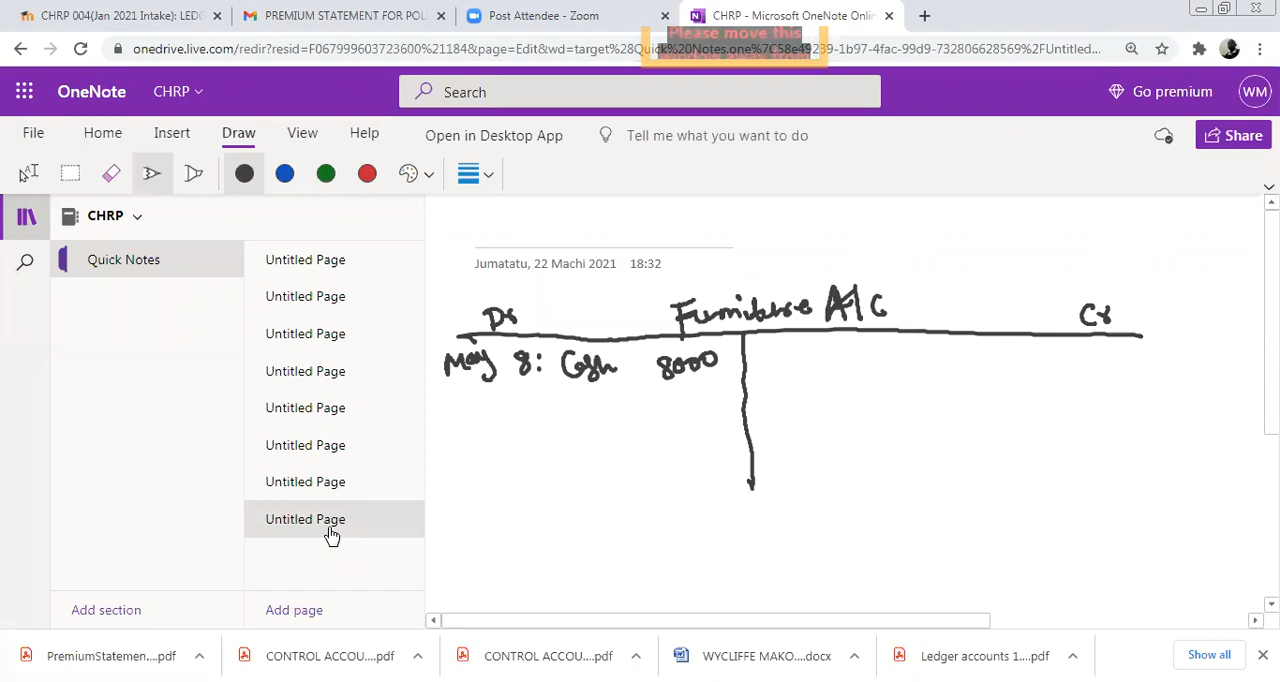 CHRP 004(Jan 2021 Intake): LED
PREMIUM STATEMENT FOR POL
Post Attendee - Zoom
CHRP - Microsoft OneNote Onlin
Please move this
onedrive.live.com/redir?resid=F067999603723600%211184&page=Edit&wd=target%28Quick%20Notes.one%7C58e49239-1b97-4fac-99d9-732806628569%2FUntitled...
OneNote
CHRP
Search
Go premium
WM
File
Home
Insert
Draw
View
Help
Open in Desktop App
Tell me what you want to do
Share
CHRP
Quick Notes
Untitled Page
Untitled Page
Untitled Page
Untitled Page
Untitled Page
Untitled Page
Untitled Page
Untitled Page
Add section
Add page
Jumatatu, 22 Machi 2021 18:32
Dr Furniture A/C Cr
May 8: Cash 8000
PremiumStatemen....pdf
CONTROL ACCOU....pdf
CONTROL ACCOU....pdf
WYCLIFFE MAKO....docx
Ledger accounts 1....pdf
Show all